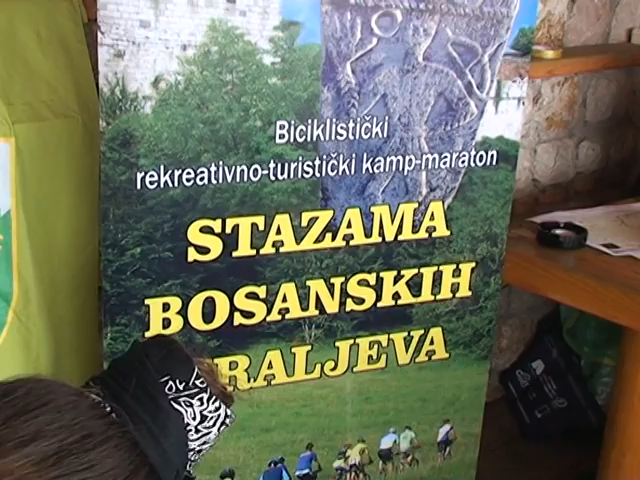 Biciklistički
rekreativno-turistički kamp-maraton
STAZAMA
BOSANSKIH
RALJEVA